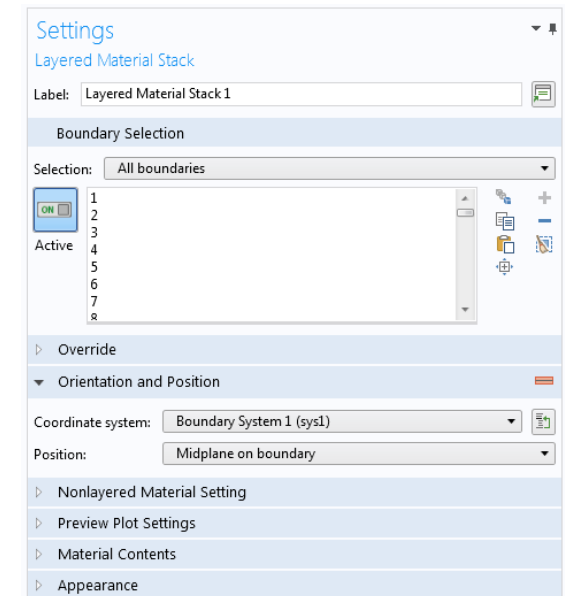 Settings
Layered Material Stack
Label: Layered Material Stack 1
Boundary Selection
Selection: All boundaries
ON
Active
1
2
3
4
5
6
7
8
Override
Orientation and Position
Coordinate system: Boundary System 1 (sys1)
Position: Midplane on boundary
Nonlayered Material Setting
Preview Plot Settings
Material Contents
Appearance